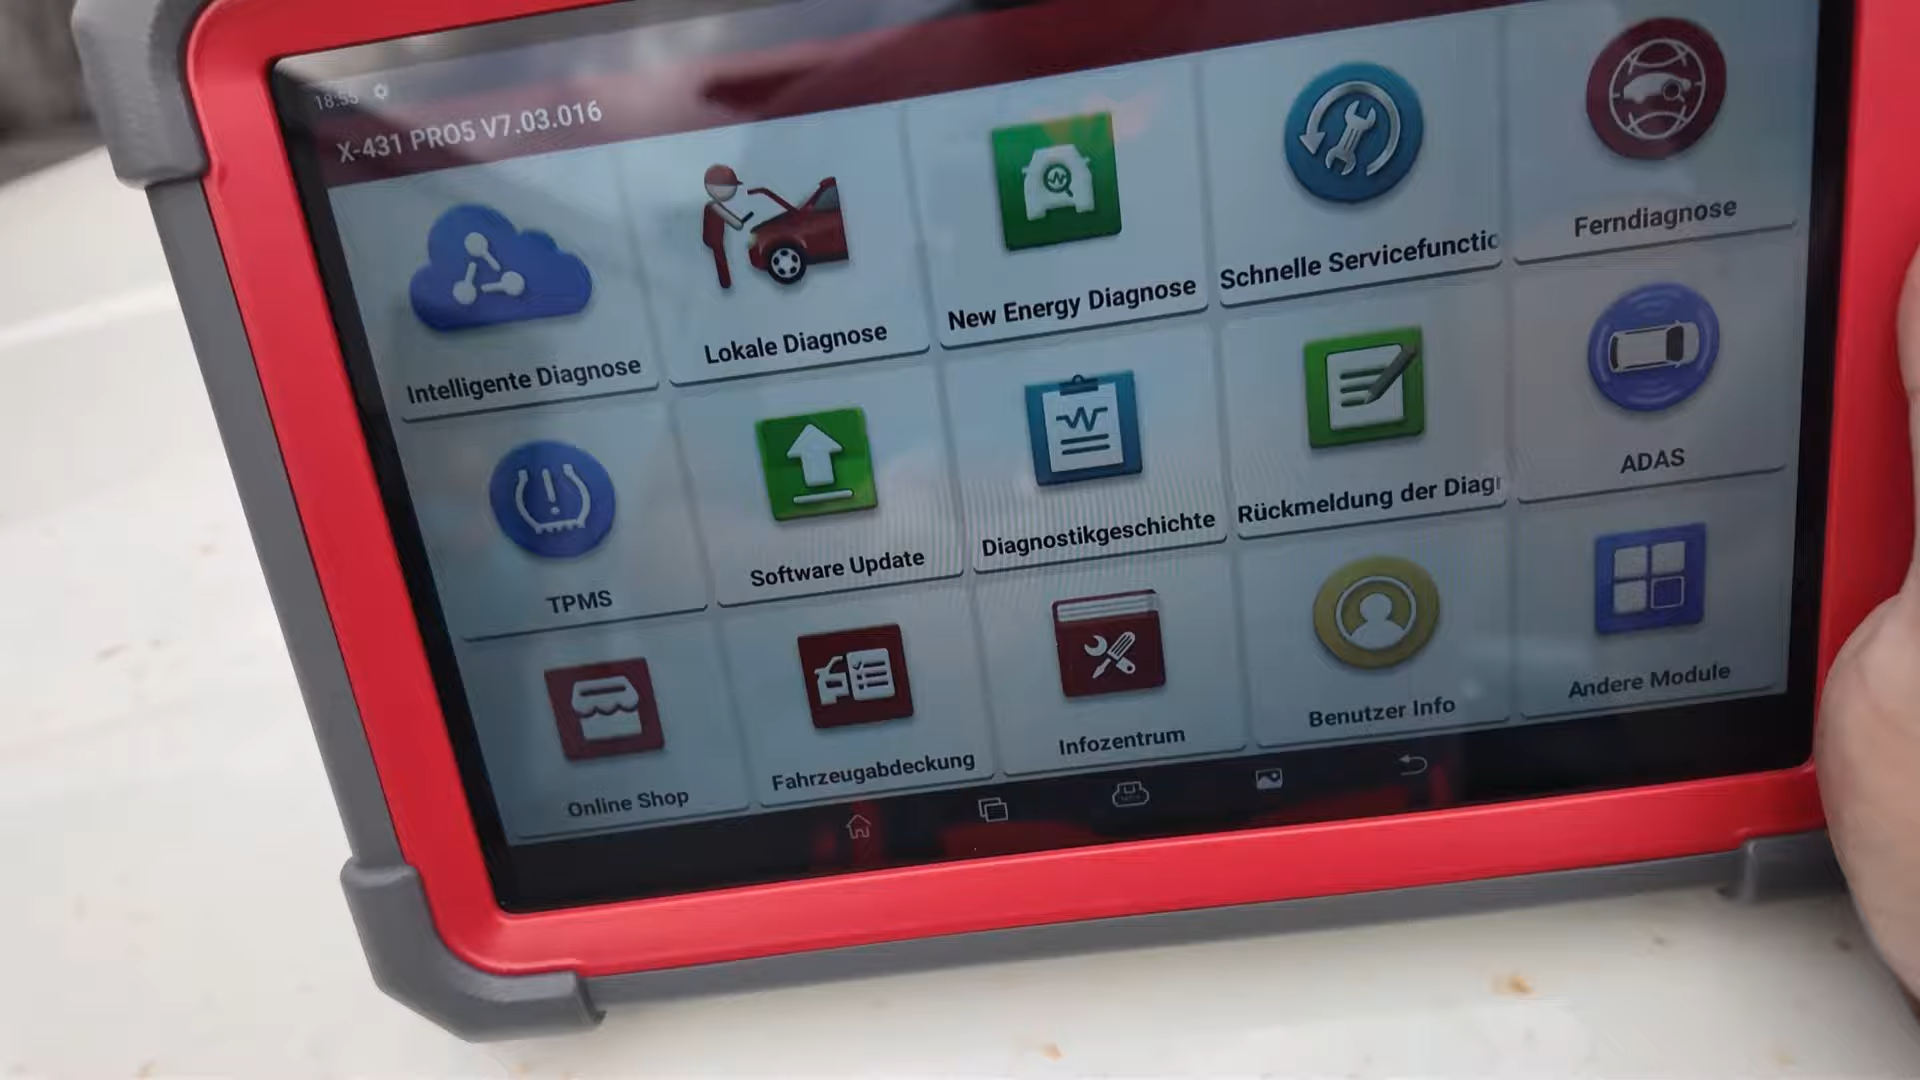 18:55
X-431 PRO5 V7.03.016
Intelligente Diagnose
Lokale Diagnose
New Energy Diagnose
Schnelle Servicefunctio
Ferndiagnose
TPMS
Software Update
Diagnostikgeschichte
Rückmeldung der Diagn
ADAS
Online Shop
Fahrzeugabdeckung
Infozentrum
Benutzer Info
Andere Module